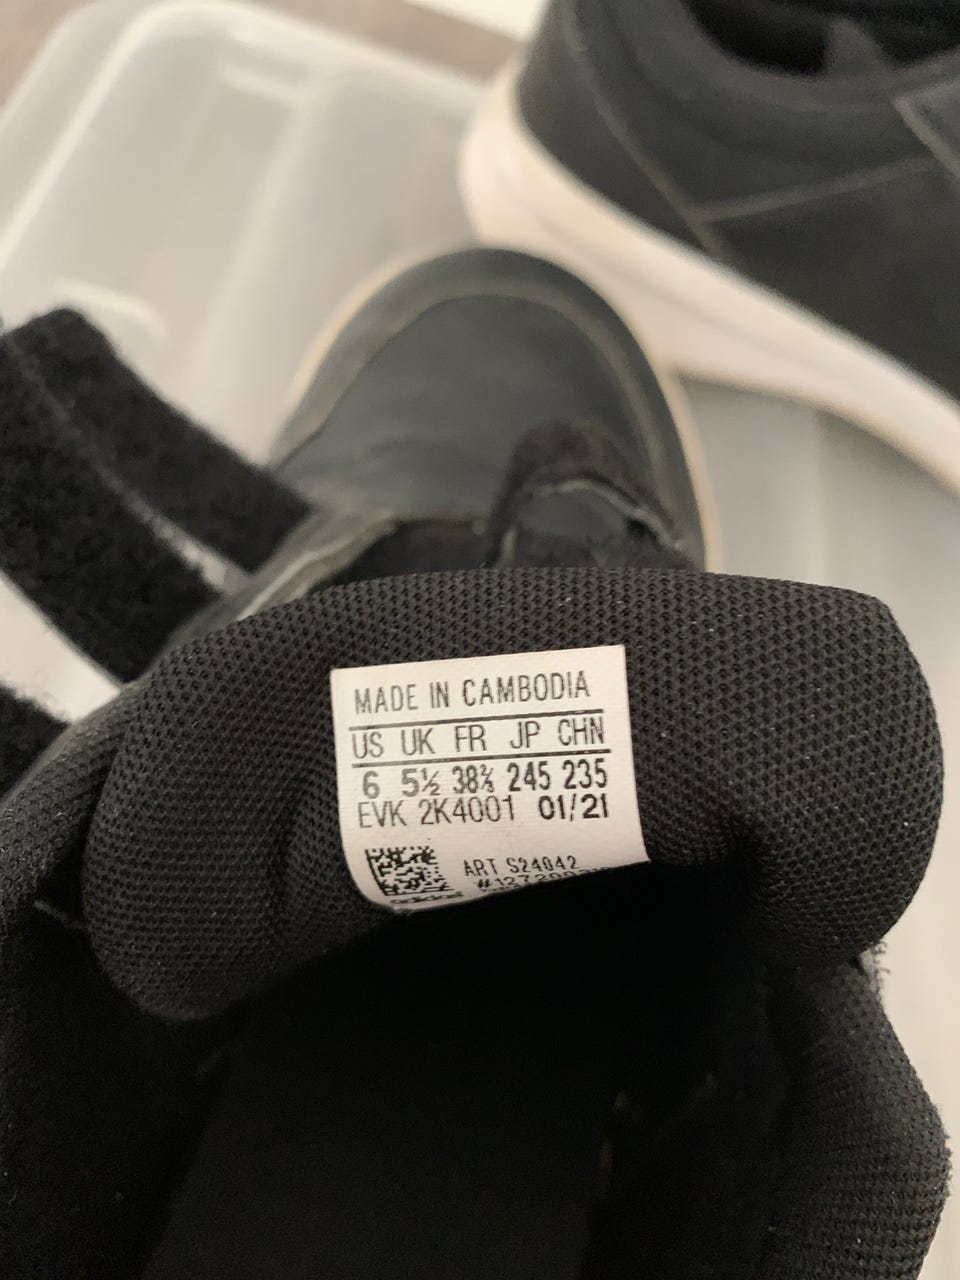 MADE IN CAMBODIA
US UK FR JP CHN
6 5½ 38⅔ 245 235
EVK 2K4001 01/21
ART S24042
adidas